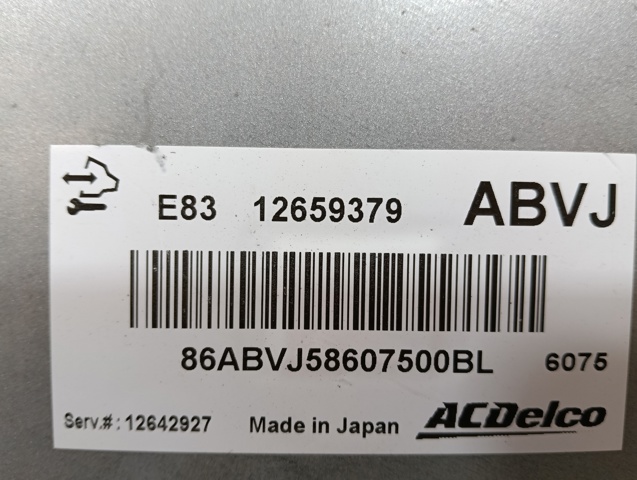 E83 12659379 ABVJ
86ABVJ58607500BL 6075
Serv.#: 12642927 Made in Japan ACDelco